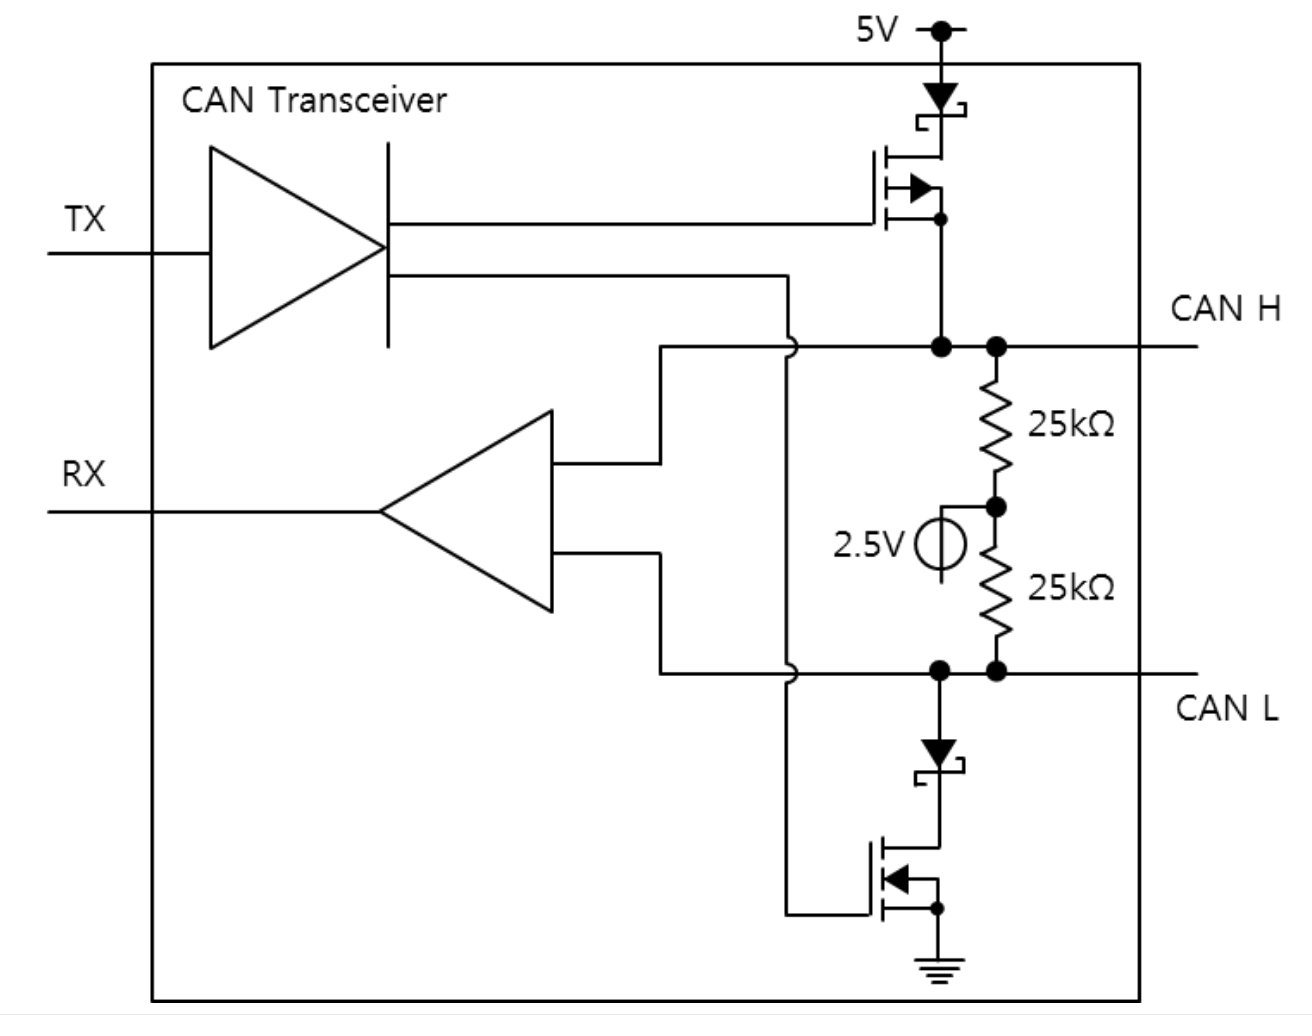 5V
CAN Transceiver
TX
CAN H
25kΩ
RX
2.5V
25kΩ
CAN L